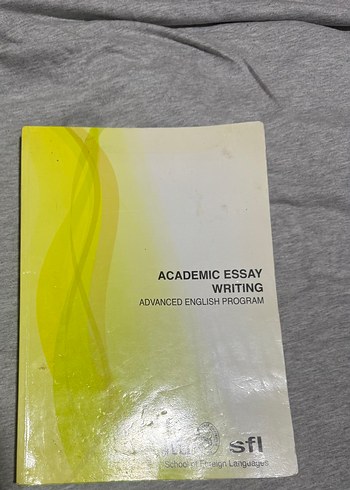 ACADEMIC ESSAY
WRITING
ADVANCED ENGLISH PROGRAM
sfl
School of Foreign Languages